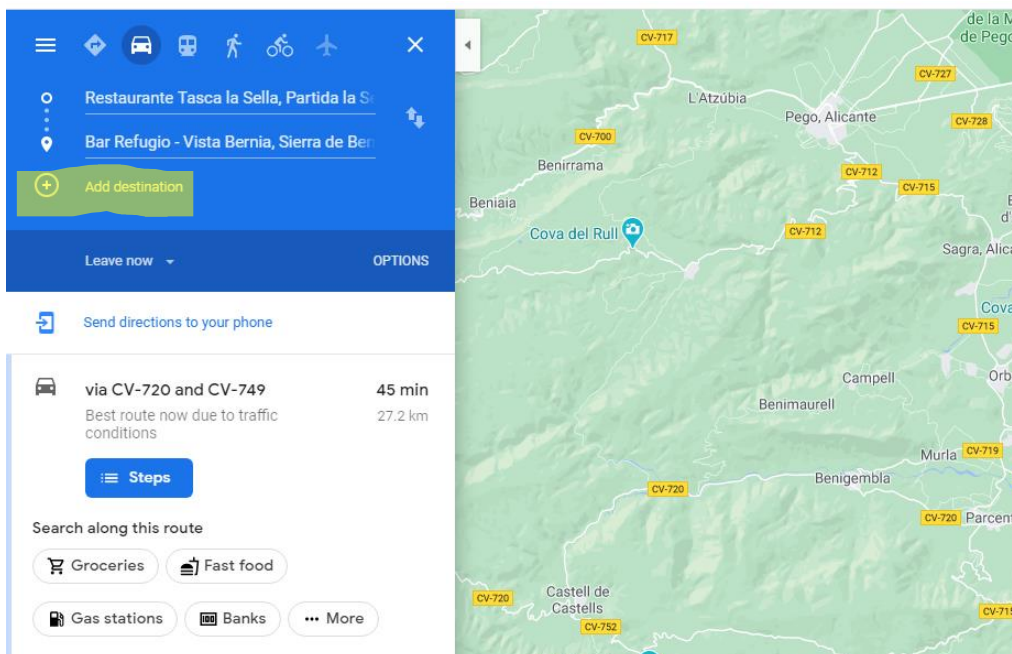 Restaurante Tasca la Sella, Partida la
Bar Refugio - Vista Bernia, Sierra de
Add destination
Leave now
OPTIONS
Send directions to your phone
via CV-720 and CV-749
45 min
Best route now due to traffic
27.2 km
conditions
Steps
Search along this route
Groceries
Fast food
Gas stations
Banks
More
de la M
de Pego
CV-717
CV-727
L'Atzúbia
Pego, Alicante
CV-728
CV-700
Benirrama
CV-712
CV-715
Beniaia
Cova del Rull
CV-712
Sagra, Alica
Cova
CV-715
Campell
Orb
Benimaurell
Murla
CV-719
Benigembla
CV-720
CV-720
Parcent
Castell de
Castells
CV-720
CV-752
CV-715